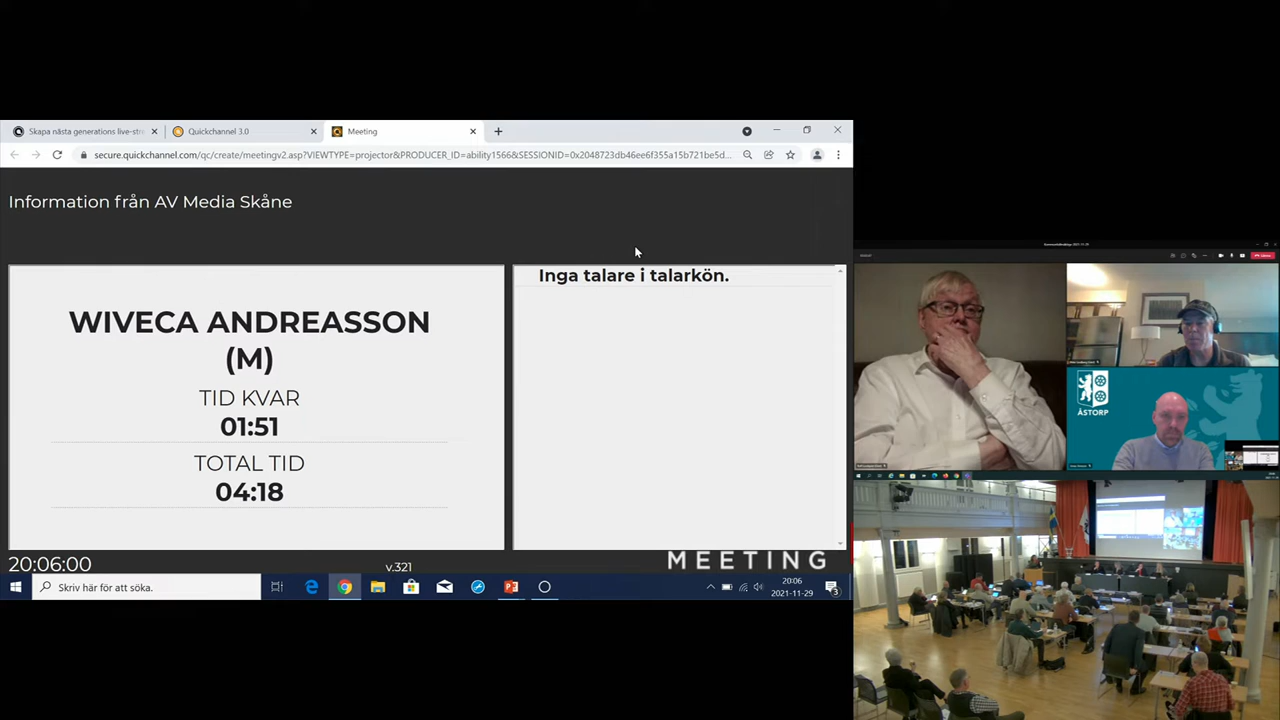 Skapa nästa generations live-stre
Quickchannel 3.0
Meeting
secure.quickchannel.com/qc/create/meetingv2.asp?VIEWTYPE=projector&PRODUCER_ID=ability1566&SESSIONID=0x2048723db46ee6f355a15b721be5d...
Information från AV Media Skåne
WIVECA ANDREASSON
(M)
TID KVAR
01:51
TOTAL TID
04:18
Inga talare i talarkön.
20:06:00
v.321
MEETING
Skriv här för att söka.
20:06
2021-11-29
3
ÅSTORP